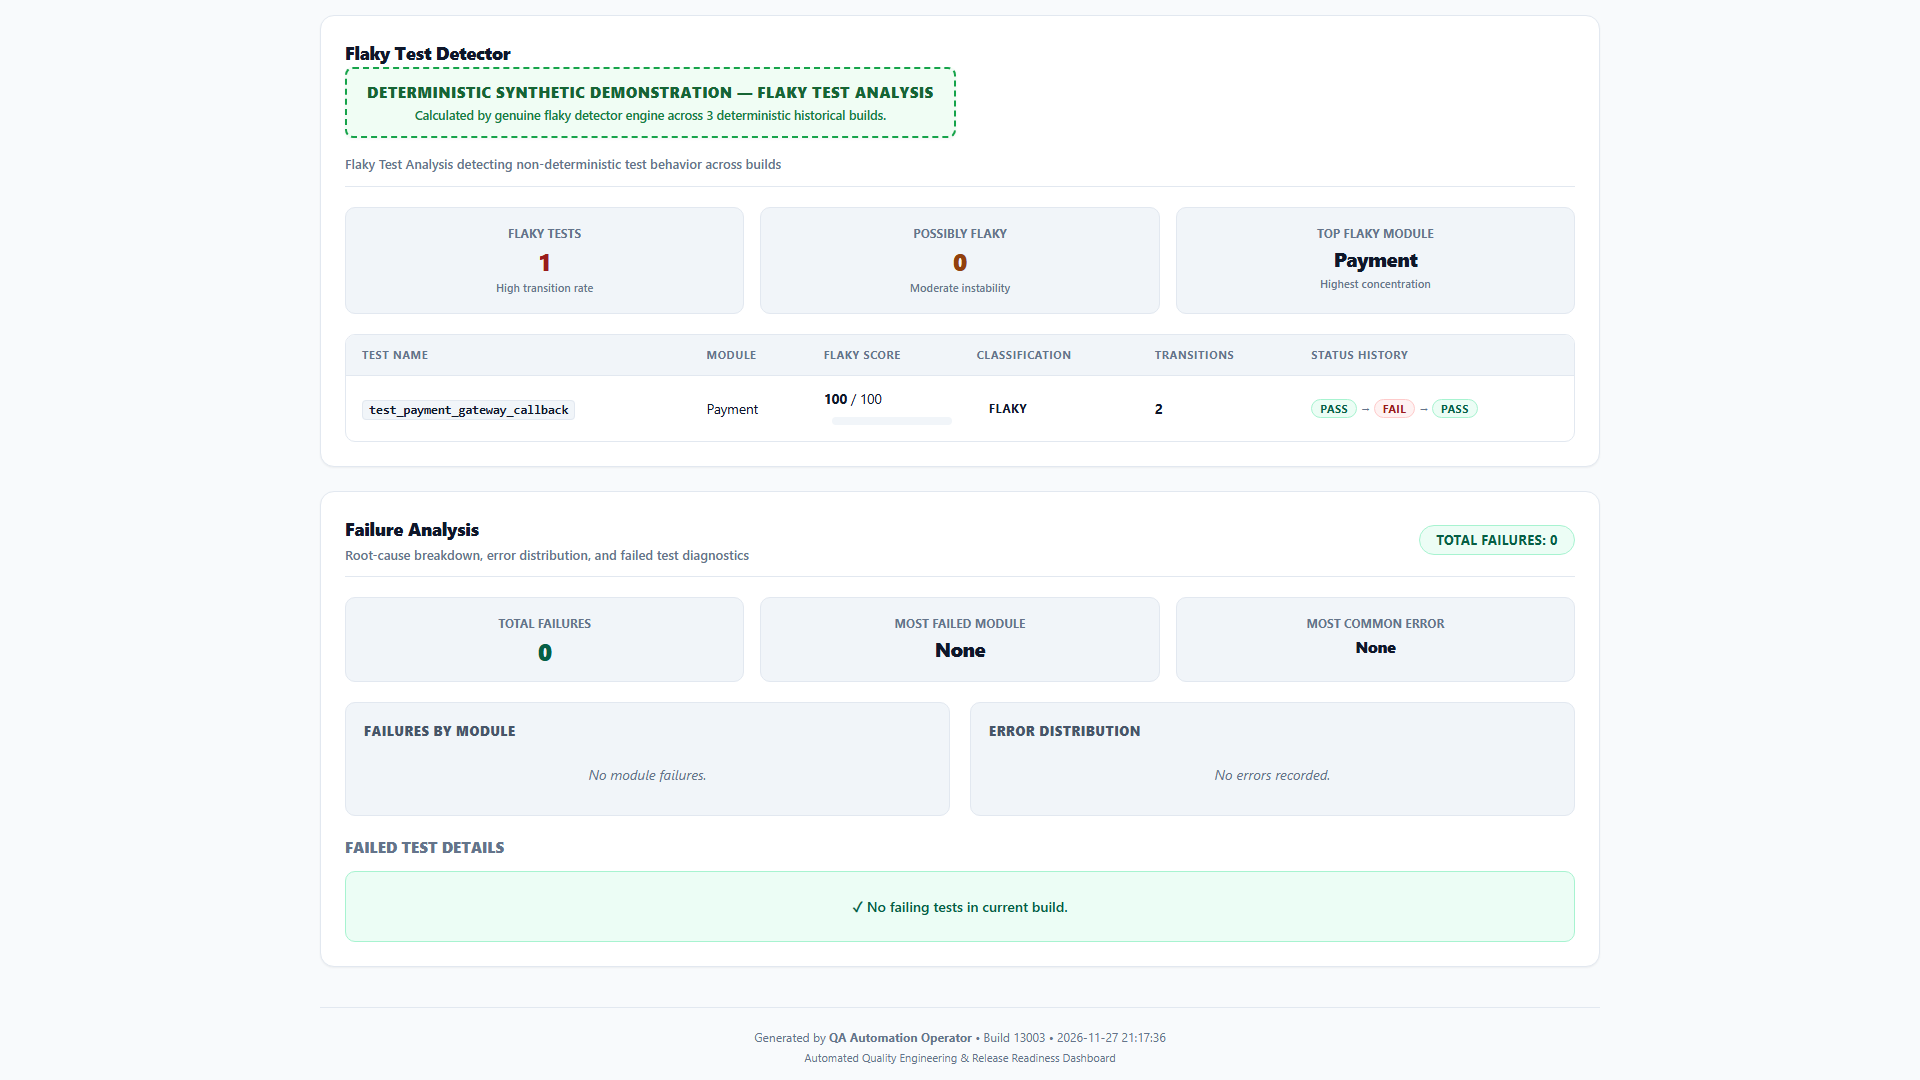 Flaky Test Detector
DETERMINISTIC SYNTHETIC DEMONSTRATION — FLAKY TEST ANALYSIS
Calculated by genuine flaky detector engine across 3 deterministic historical builds.
Flaky Test Analysis detecting non-deterministic test behavior across builds
FLAKY TESTS
1
High transition rate
POSSIBLY FLAKY
0
Moderate instability
TOP FLAKY MODULE
Payment
Highest concentration
TEST NAME MODULE FLAKY SCORE CLASSIFICATION TRANSITIONS STATUS HISTORY
test_payment_gateway_callback Payment 100 / 100 FLAKY 2 PASS → FAIL → PASS
Failure Analysis
Root-cause breakdown, error distribution, and failed test diagnostics
TOTAL FAILURES: 0
TOTAL FAILURES
0
MOST FAILED MODULE
None
MOST COMMON ERROR
None
FAILURES BY MODULE
No module failures.
ERROR DISTRIBUTION
No errors recorded.
FAILED TEST DETAILS
✓ No failing tests in current build.
Generated by QA Automation Operator • Build 13003 • 2026-11-27 21:17:36
Automated Quality Engineering & Release Readiness Dashboard